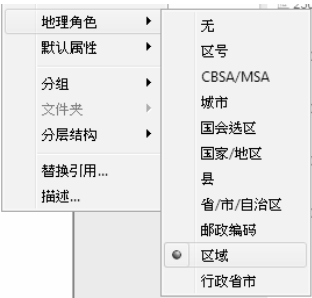 地理角色
默认属性
分组
文件夹
分层结构
替换引用...
描述...
无
区号
CBSA/MSA
城市
国会选区
国家/地区
县
省/市/自治区
邮政编码
区域
行政省市